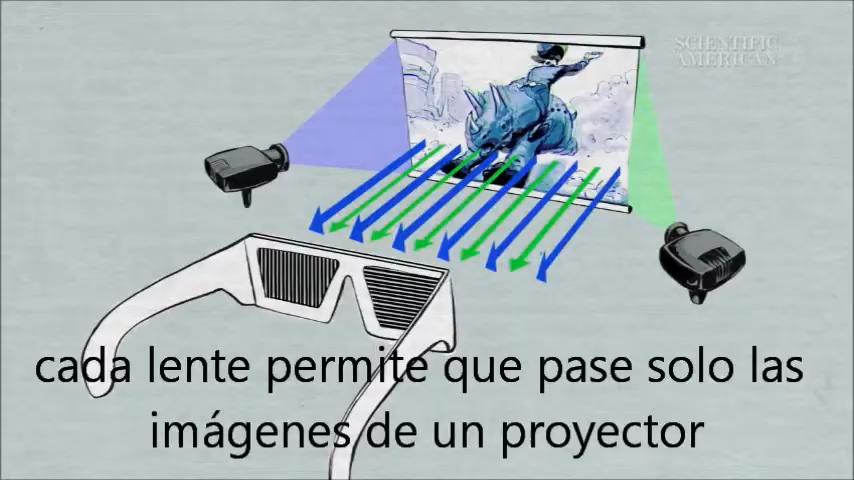 SCIENTIFIC
AMERICAN
cada lente permite que pase solo las
imágenes de un proyector